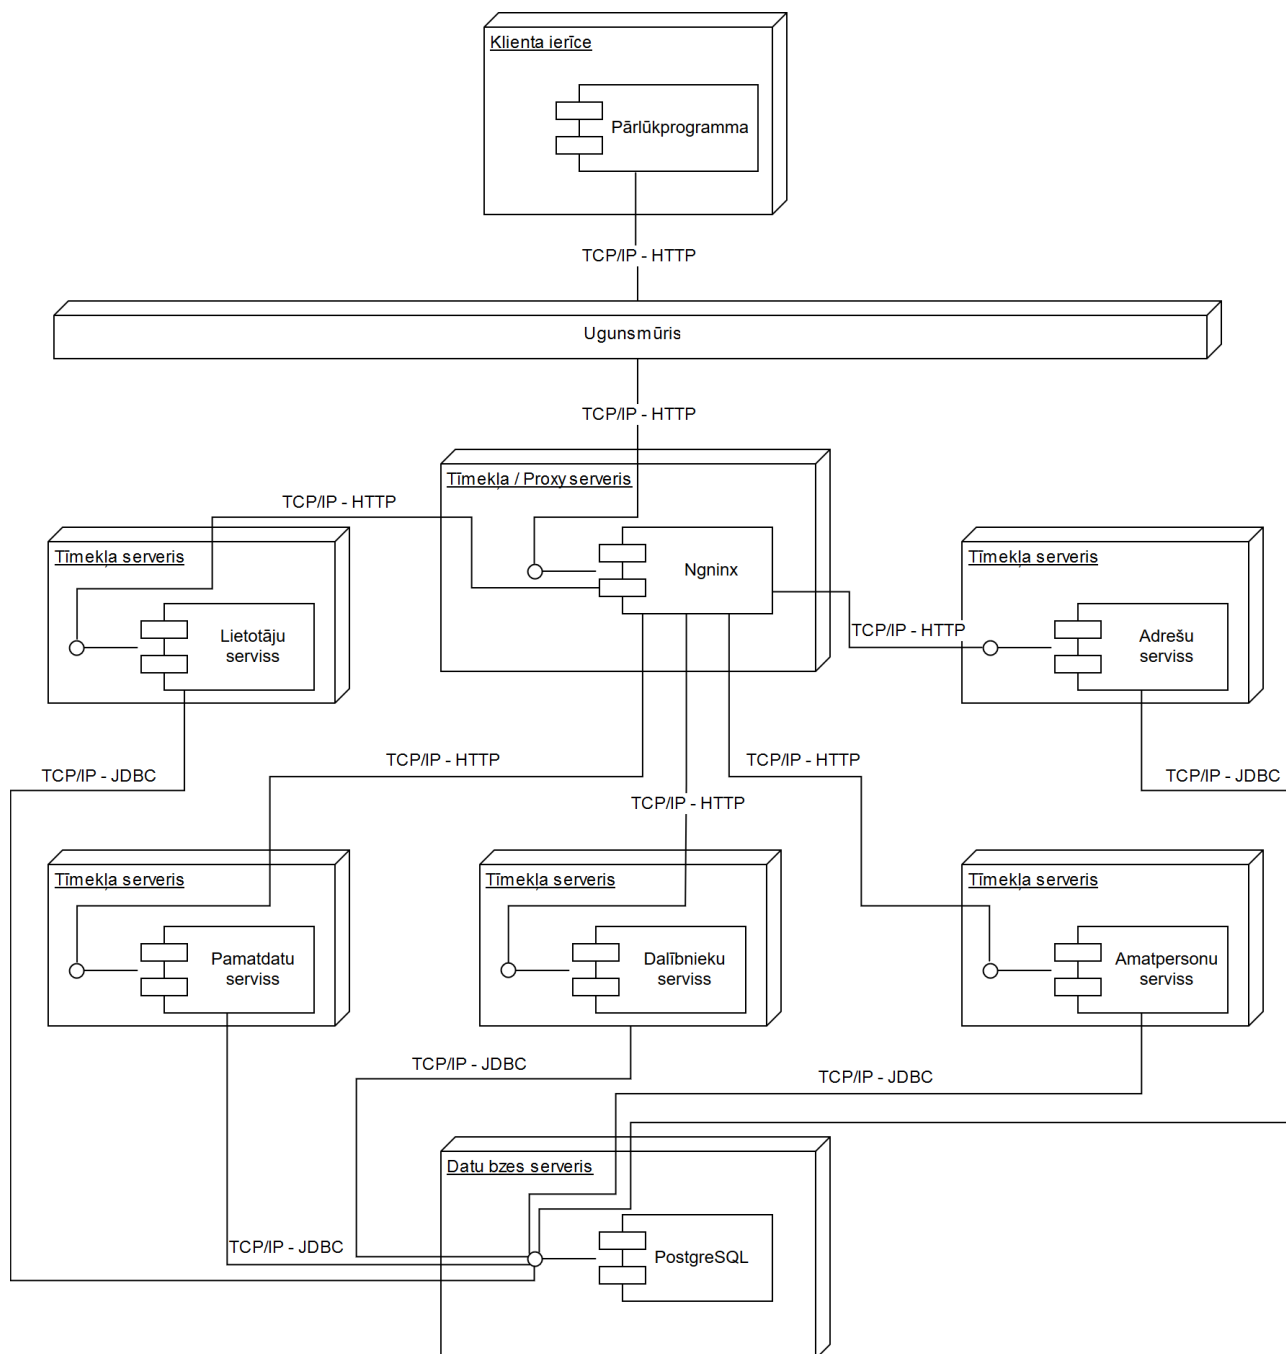 Klienta ierīce
Pārlūkprogramma
TCP/IP - HTTP
Ugunsmūris
TCP/IP - HTTP
Tīmekļa / Proxy serveris
TCP/IP - HTTP
Tīmekļa serveris
Ngninx
Tīmekļa serveris
Lietotāju
serviss
TCP/IP - HTTP
Adrešu
serviss
TCP/IP - JDBC
TCP/IP - HTTP
TCP/IP - HTTP
TCP/IP - JDBC
TCP/IP - HTTP
Tīmekļa serveris
Tīmekļa serveris
Tīmekļa serveris
Pamatdatu
serviss
Dalībnieku
serviss
Amatpersonu
serviss
TCP/IP - JDBC
TCP/IP - JDBC
Datu bzes serveris
TCP/IP - JDBC
PostgreSQL